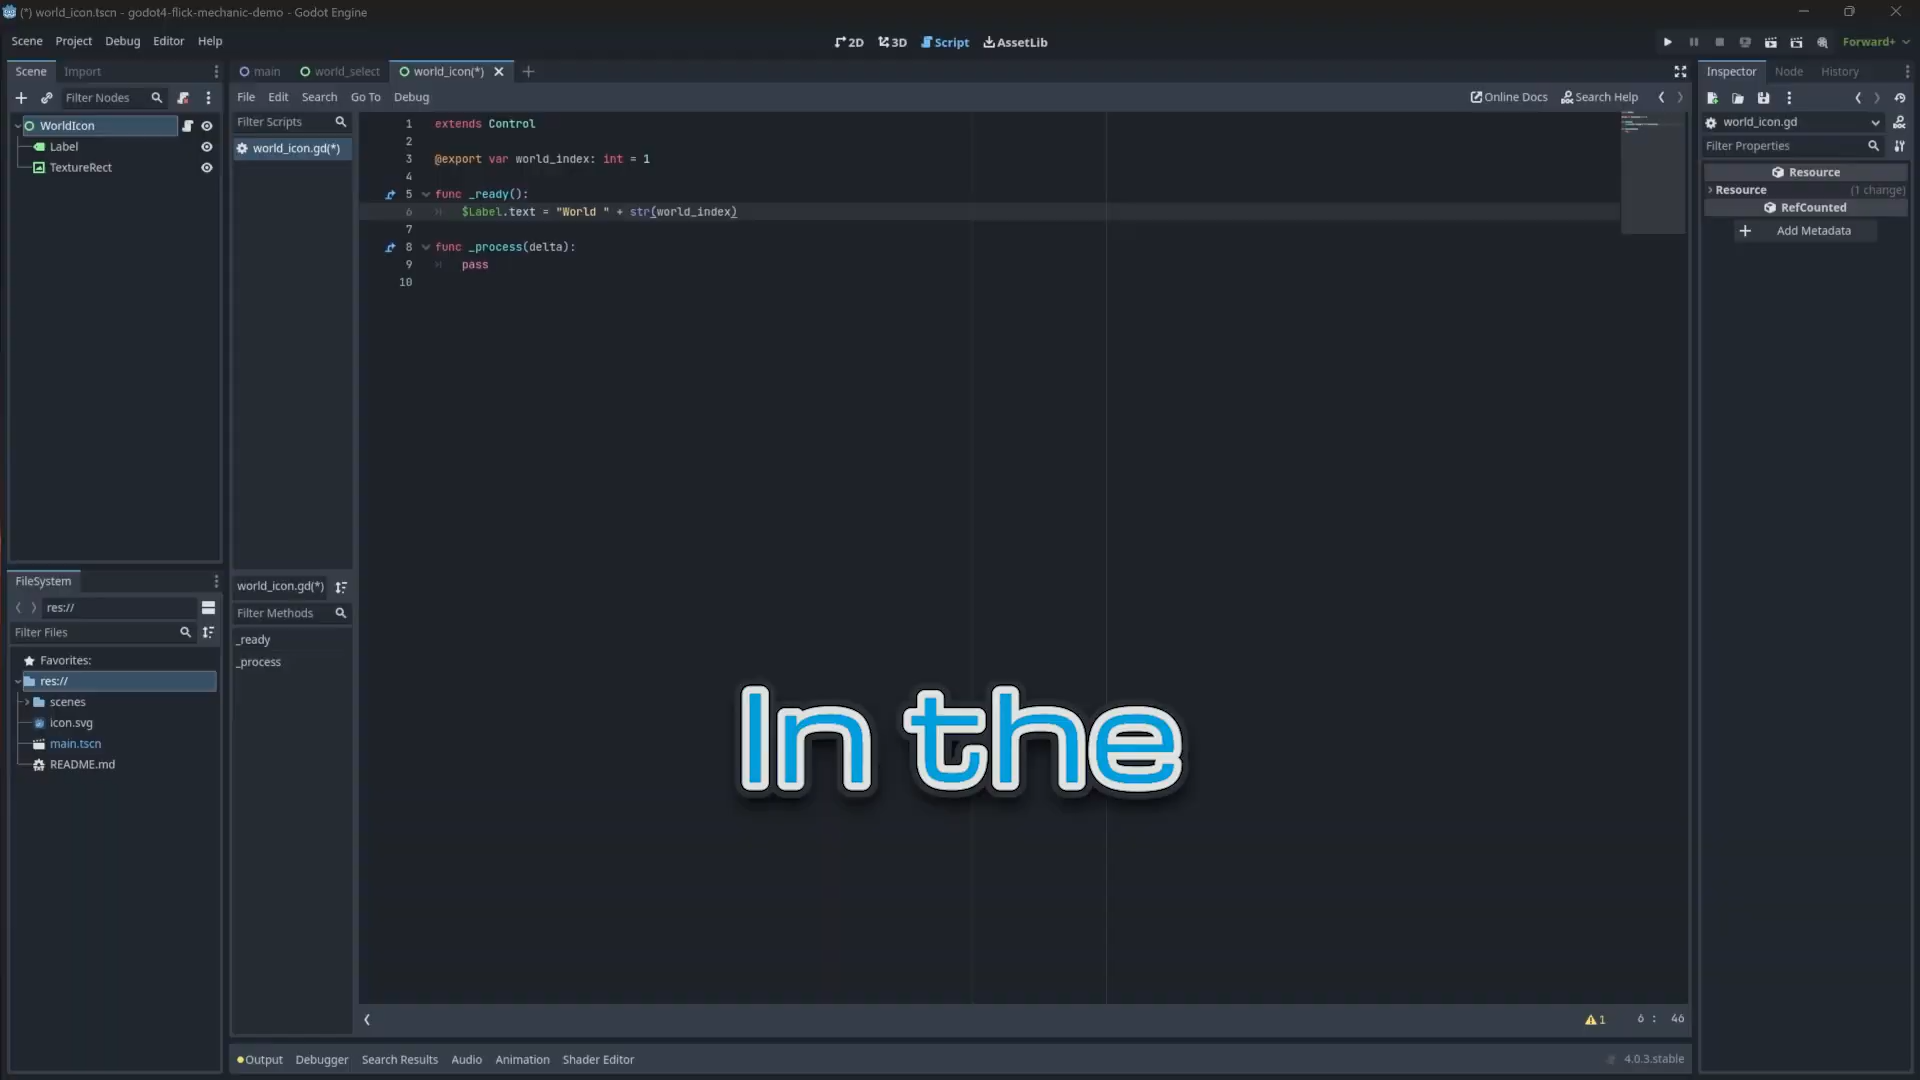 (*) world_icon.tscn - godot4-flick-mechanic-demo - Godot Engine
Scene Project Debug Editor Help
2D 3D Script AssetLib
Forward+
Scene Import
main world_select world_icon(*)
Inspector Node History
Filter Nodes
File Edit Search Go To Debug
Online Docs Search Help
WorldIcon
Label
TextureRect
Filter Scripts
world_icon.gd(*)
1 extends Control
2
3 @export var world_index: int = 1
4
5 func _ready():
6 $Label.text = "World " + str(world_index)
7
8 func _process(delta):
9 pass
10
world_icon.gd
Filter Properties
Resource
Resource (1 change)
RefCounted
Add Metadata
FileSystem
res://
Filter Files
Favorites:
res://
scenes
icon.svg
main.tscn
README.md
world_icon.gd(*)
Filter Methods
_ready
_process
In the
1 6 : 46
Output Debugger Search Results Audio Animation Shader Editor
4.0.3.stable